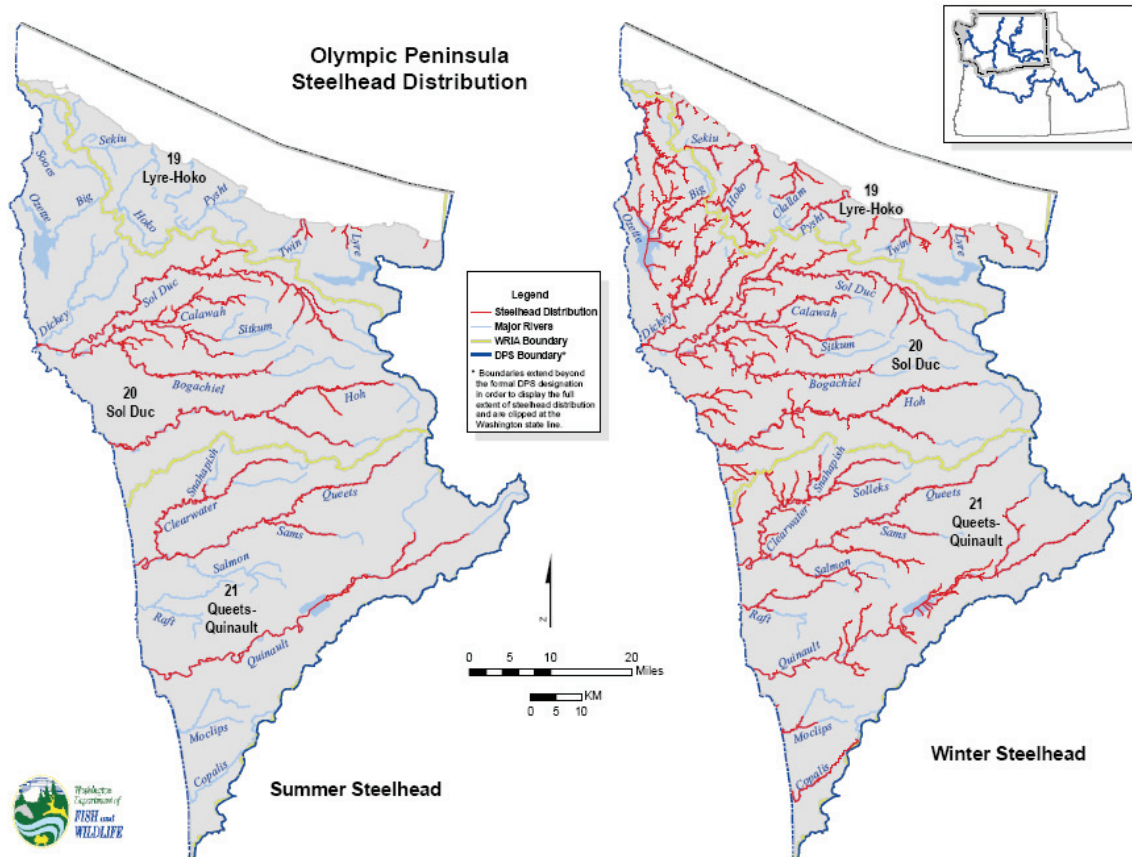 Olympic Peninsula
Steelhead Distribution
Sekiu
19
Lyre-Hoko
Sooes
Ozette
Big
Hoko
Pysht
Twin
Lyre
Dickey
Sol Duc
Calawah
Sitkum
Bogachiel
20
Sol Duc
Hoh
Snahapish
Clearwater
Queets
Sams
Salmon
21
Queets-
Quinault
Raft
Quinault
Moclips
Copalis
Summer Steelhead
Washington
Department of
FISH and
WILDLIFE
Legend
Steelhead Distribution
Major Rivers
WRIA Boundary
DPS Boundary*
* Boundaries extend beyond
the formal DPS designation
in order to display the full
extent of steelhead distribution
and are clipped at the
Washington state line.
N
0 5 10 20
Miles
KM
0 5 10
Sekiu
Ozette
Big
Hoko
Clallam
Pysht
19
Lyre-Hoko
Twin
Lyre
Dickey
Sol Duc
Calawah
Sitkum
20
Sol Duc
Bogachiel
Hoh
Snahapish
Solleks
Clearwater
Queets
Sams
21
Queets-
Quinault
Salmon
Raft
Quinault
Moclips
Copalis
Winter Steelhead